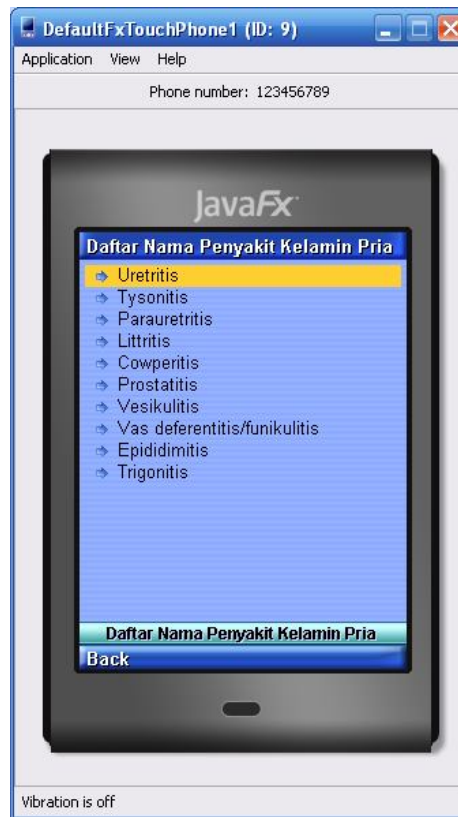 DefaultFxTouchPhone1 (ID: 9)
Application View Help
Phone number: 123456789
JavaFx
Daftar Nama Penyakit Kelamin Pria
Uretritis
Tysonitis
Parauretritis
Littritis
Cowperitis
Prostatitis
Vesikulitis
Vas deferentitis/funikulitis
Epididimitis
Trigonitis
Daftar Nama Penyakit Kelamin Pria
Back
Vibration is off